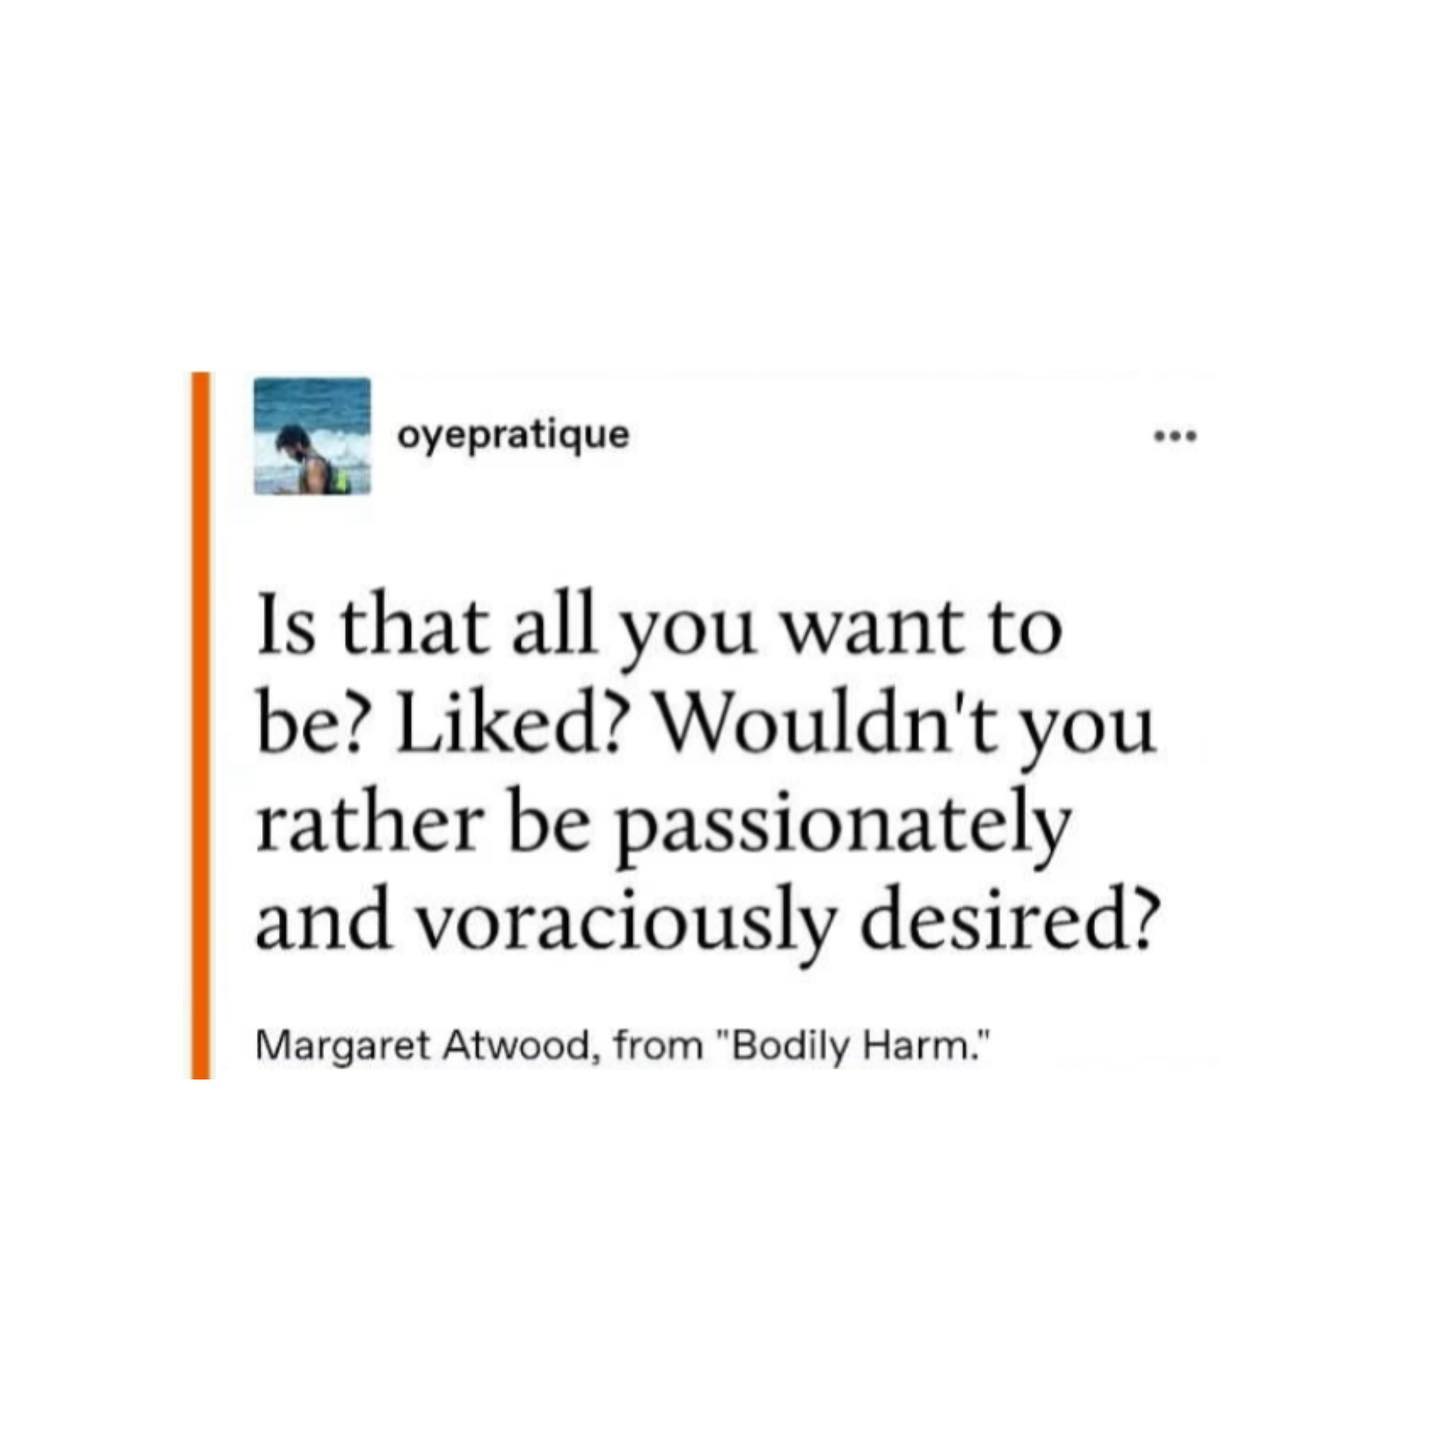 oyepratique
Is that all you want to
be? Liked? Wouldn't you
rather be passionately
and voraciously desired?
Margaret Atwood, from "Bodily Harm."